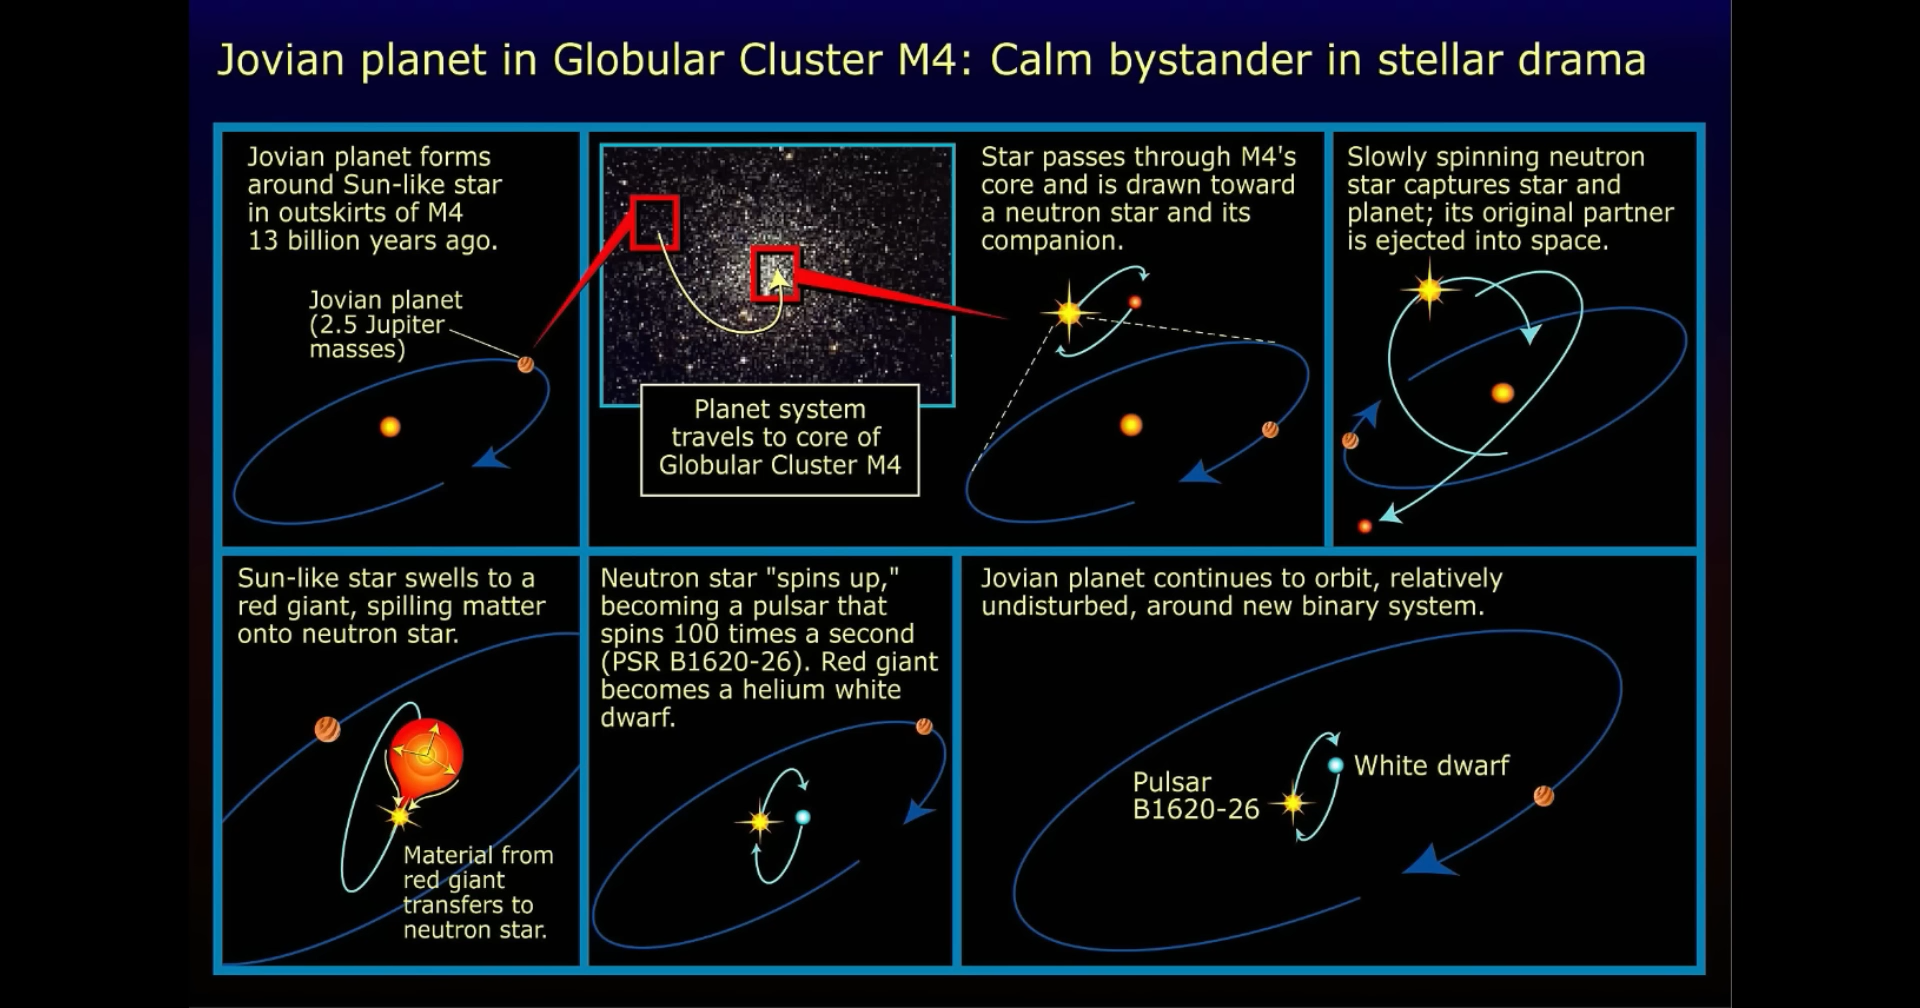 Jovian planet in Globular Cluster M4: Calm bystander in stellar drama
Jovian planet forms
around Sun-like star
in outskirts of M4
13 billion years ago.
Jovian planet
(2.5 Jupiter
masses)
Planet system
travels to core of
Globular Cluster M4
Star passes through M4's
core and is drawn toward
a neutron star and its
companion.
Slowly spinning neutron
star captures star and
planet; its original partner
is ejected into space.
Sun-like star swells to a
red giant, spilling matter
onto neutron star.
Material from
red giant
transfers to
neutron star.
Neutron star "spins up,"
becoming a pulsar that
spins 100 times a second
(PSR B1620-26). Red giant
becomes a helium white
dwarf.
Jovian planet continues to orbit, relatively
undisturbed, around new binary system.
Pulsar
B1620-26
White dwarf